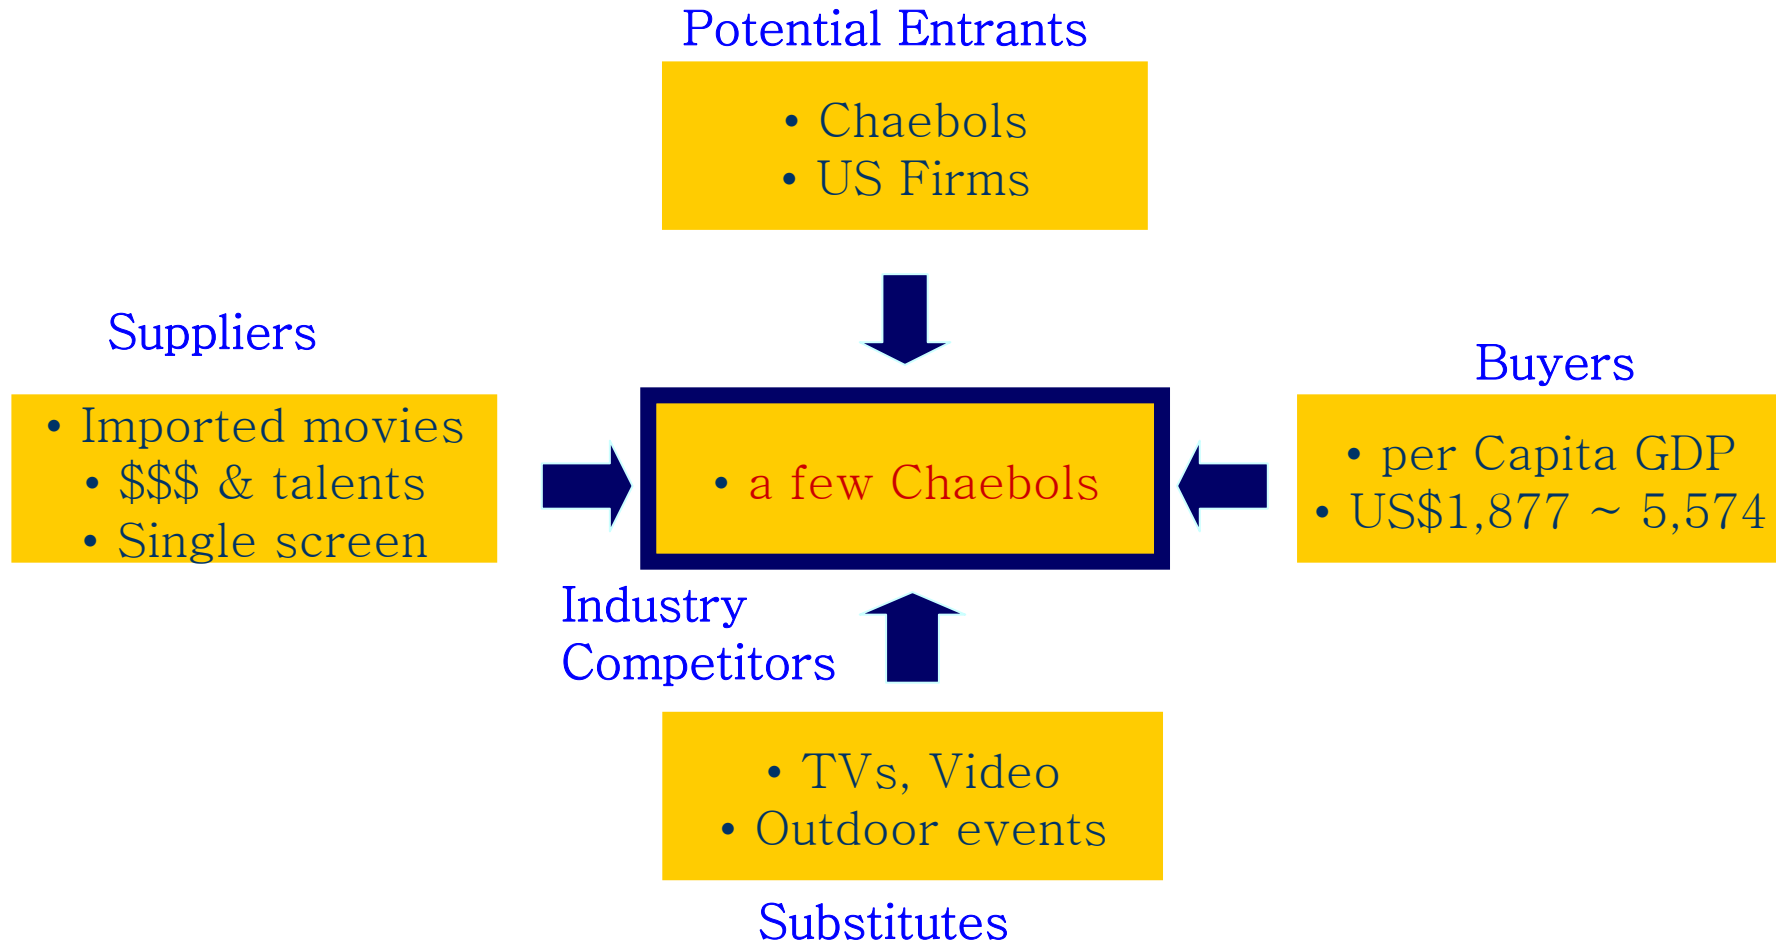 Potential Entrants
• Chaebols
• US Firms
Suppliers
• Imported movies
• $$$ & talents
• Single screen
• a few Chaebols
Buyers
• per Capita GDP
• US$1,877 ~ 5,574
Industry
Competitors
• TVs, Video
• Outdoor events
Substitutes